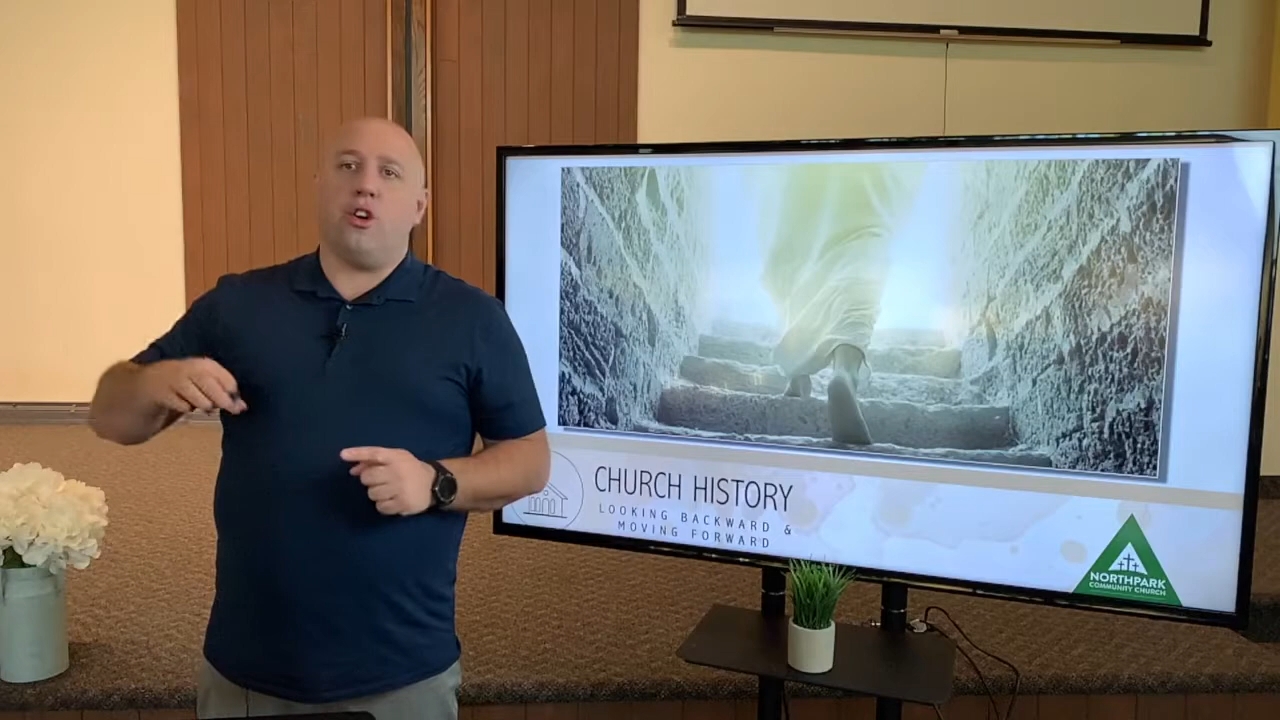 CHURCH HISTORY
LOOKING BACKWARD &
MOVING FORWARD
NORTHPARK
COMMUNITY CHURCH